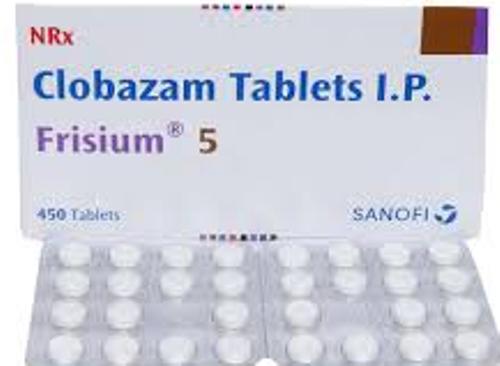 NRx
Clobazam Tablets I.P.
Frisium® 5
450 Tablets
SANOFI